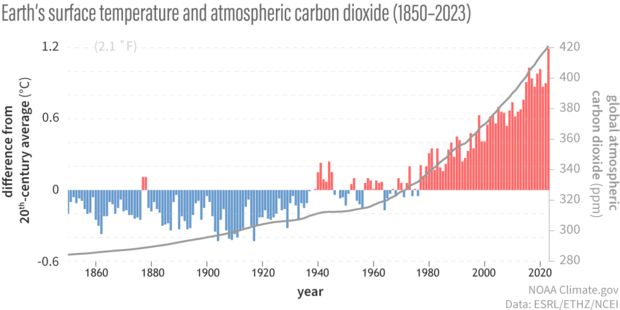 Earth's surface temperature and atmospheric carbon dioxide (1850–2023)
1.2
(2.1 ˚F)
0.6
0
-0.6
difference from
20th-century average (˚C)
420
400
380
360
340
320
300
280
global atmospheric
carbon dioxide (ppm)
1860 1880 1900 1920 1940 1960 1980 2000 2020
year
NOAA Climate.gov
Data: ESRL/ETHZ/NCEI